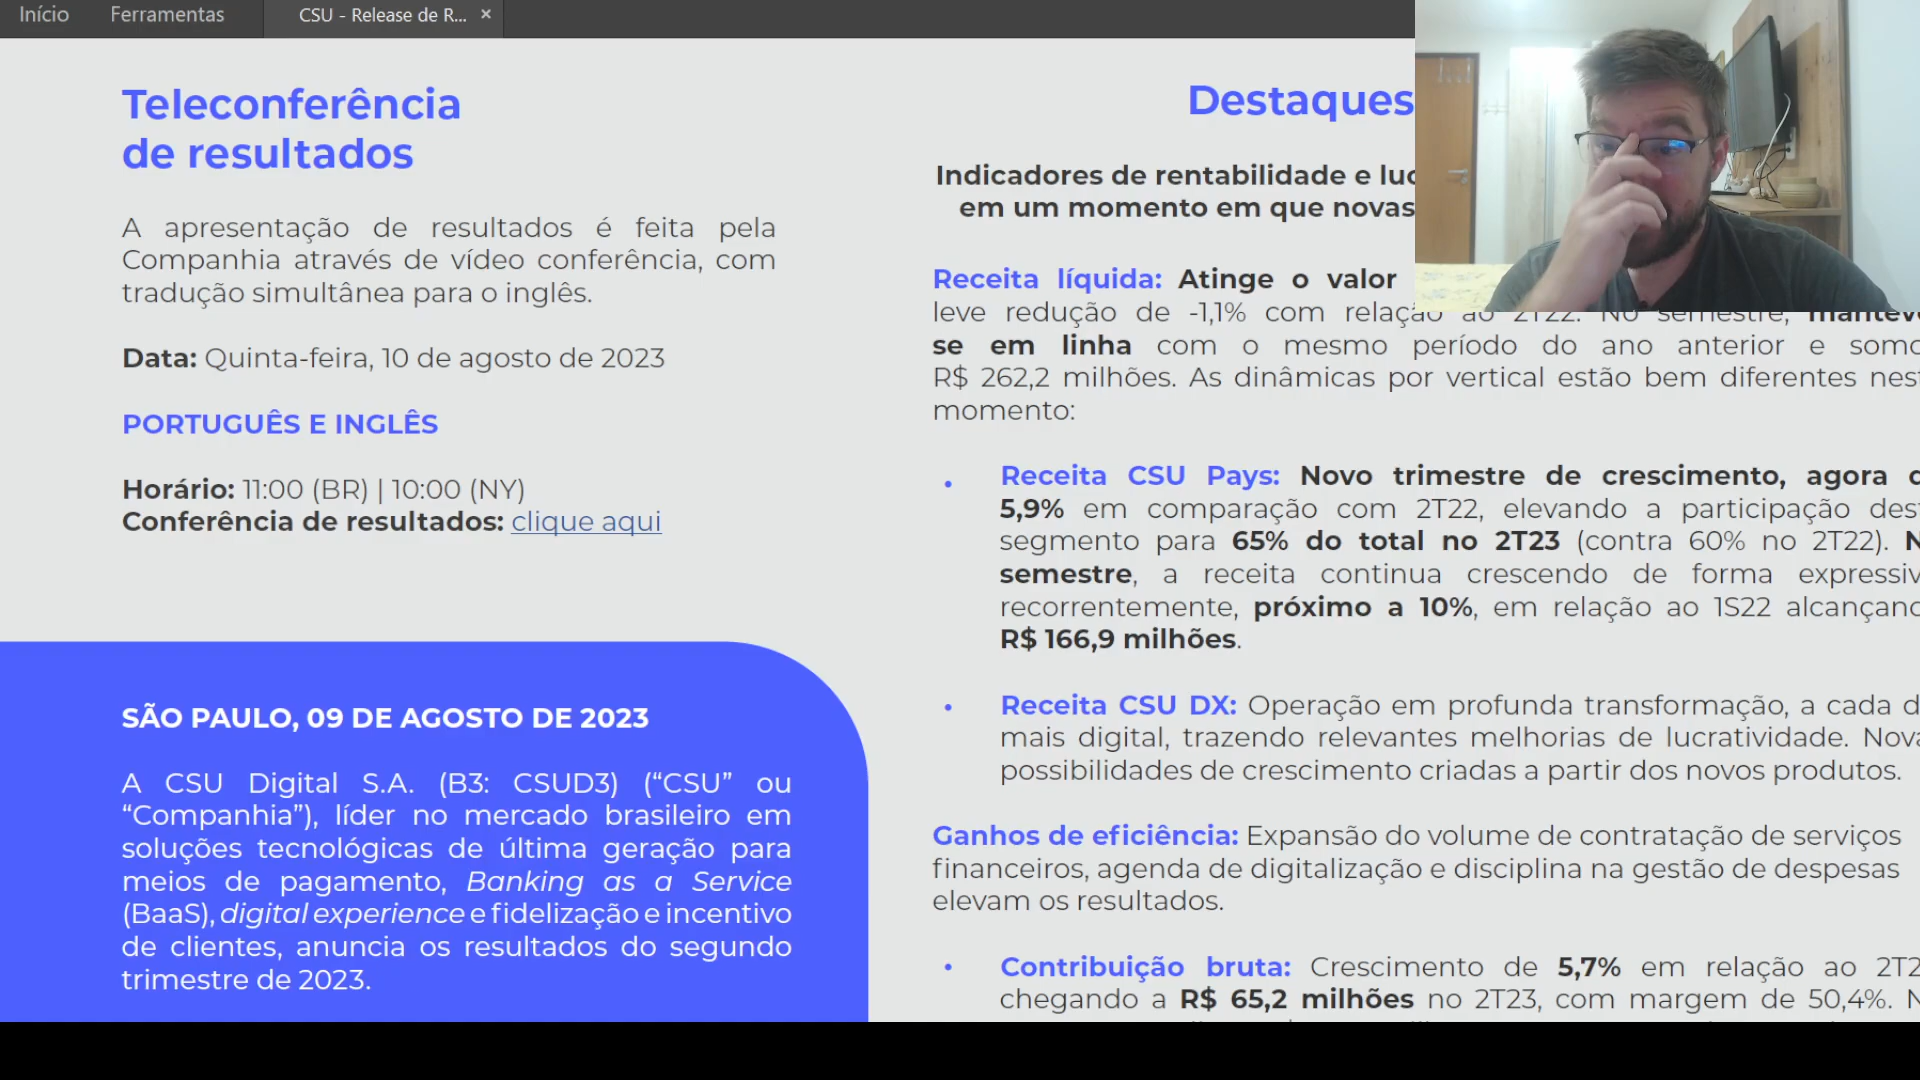 Início Ferramentas CSU - Release de R... ×
Teleconferência
de resultados
A apresentação de resultados é feita pela
Companhia através de vídeo conferência, com
tradução simultânea para o inglês.
Data: Quinta-feira, 10 de agosto de 2023
PORTUGUÊS E INGLÊS
Horário: 11:00 (BR) | 10:00 (NY)
Conferência de resultados: clique aqui
SÃO PAULO, 09 DE AGOSTO DE 2023
A CSU Digital S.A. (B3: CSUD3) (“CSU” ou
“Companhia”), líder no mercado brasileiro em
soluções tecnológicas de última geração para
meios de pagamento, Banking as a Service
(BaaS), digital experience e fidelização e incentivo
de clientes, anuncia os resultados do segundo
trimestre de 2023.
Destaques
Indicadores de rentabilidade e
em um momento em que novas
Receita líquida: Atinge o valor
leve redução de -1,1% com relação ao 2T22. No semestre,
se em linha com o mesmo período do ano anterior e
R$ 262,2 milhões. As dinâmicas por vertical estão bem diferentes
momento:
• Receita CSU Pays: Novo trimestre de crescimento, agora
5,9% em comparação com 2T22, elevando a participação
segmento para 65% do total no 2T23 (contra 60% no 2T22).
semestre, a receita continua crescendo de forma
recorrentemente, próximo a 10%, em relação ao 1S22
R$ 166,9 milhões.
• Receita CSU DX: Operação em profunda transformação, a cada
mais digital, trazendo relevantes melhorias de lucratividade.
possibilidades de crescimento criadas a partir dos novos produtos.
Ganhos de eficiência: Expansão do volume de contratação de serviços
financeiros, agenda de digitalização e disciplina na gestão de despesas
elevam os resultados.
• Contribuição bruta: Crescimento de 5,7% em relação ao
chegando a R$ 65,2 milhões no 2T23, com margem de 50,4%.